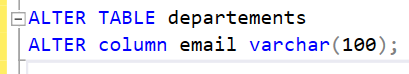 ALTER TABLE departements
ALTER column email varchar(100);